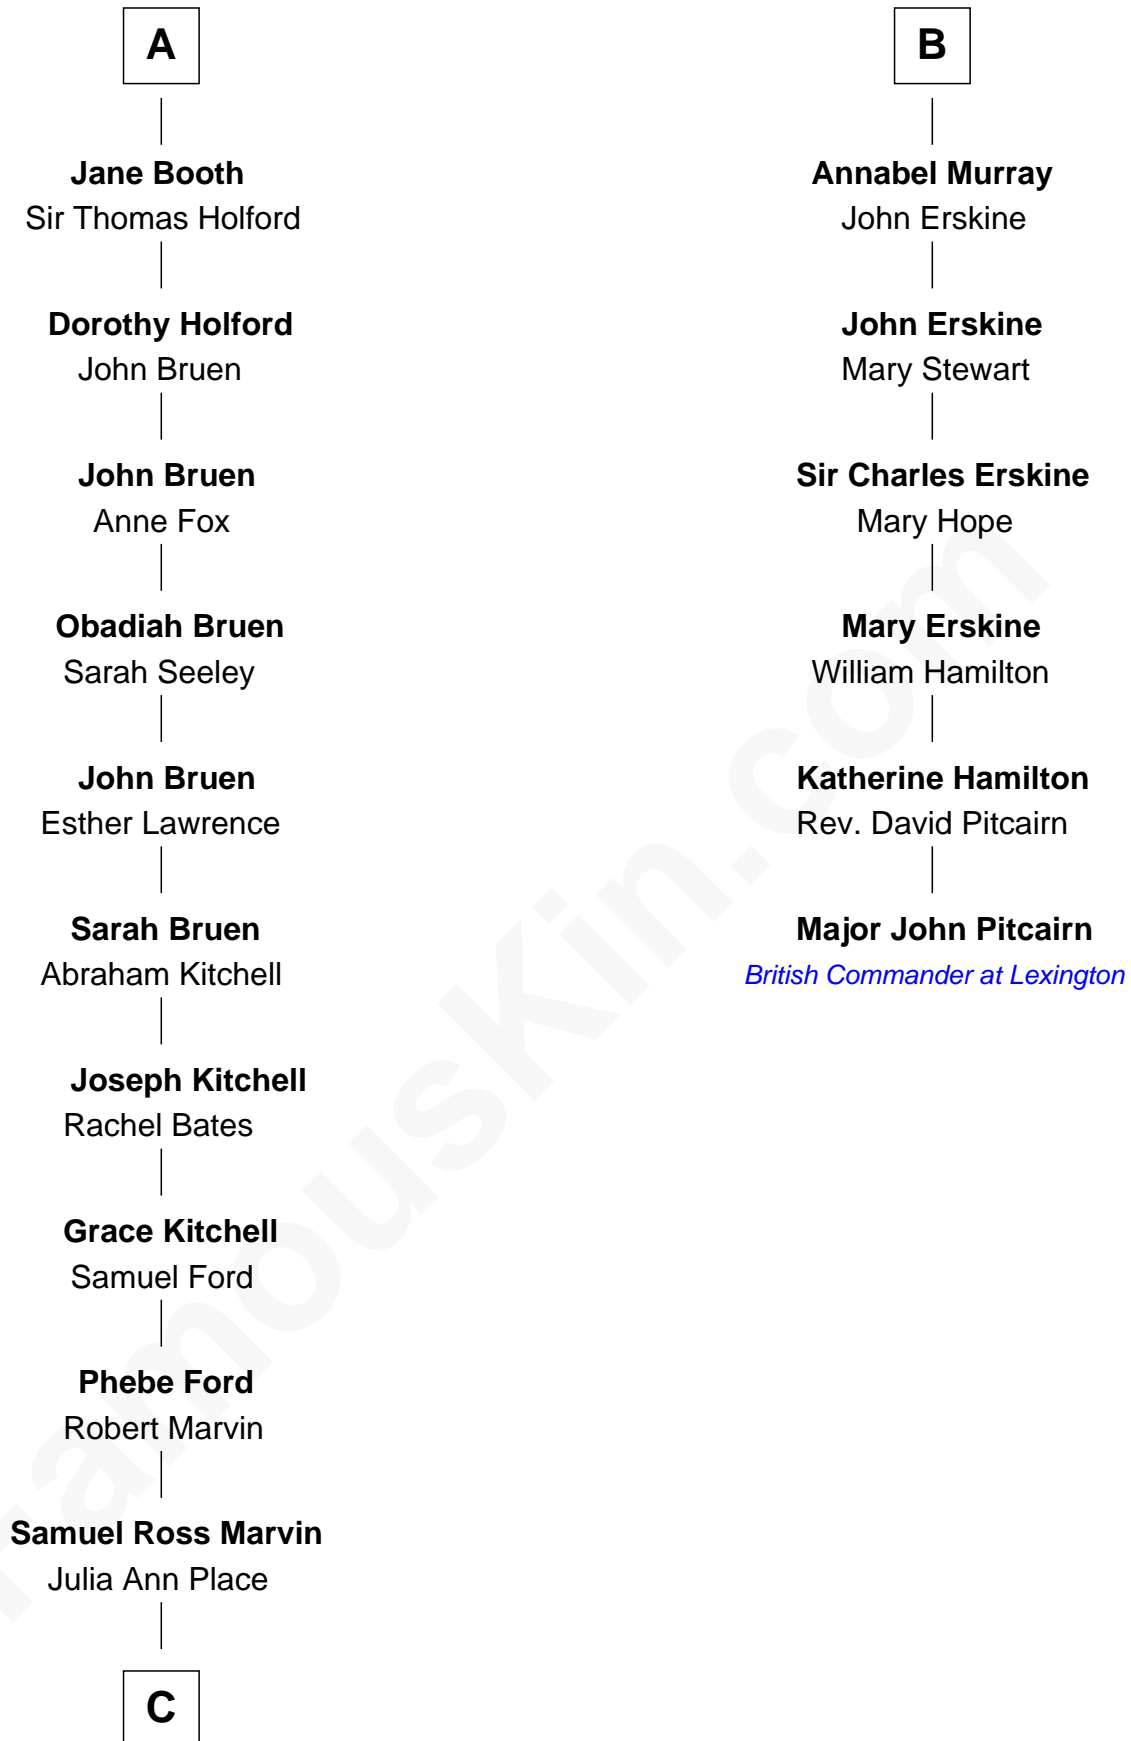 A
Jane Booth
Sir Thomas Holford
Dorothy Holford
John Bruen
John Bruen
Anne Fox
Obadiah Bruen
Sarah Seeley
John Bruen
Esther Lawrence
Sarah Bruen
Abraham Kitchell
Joseph Kitchell
Rachel Bates
Grace Kitchell
Samuel Ford
Phebe Ford
Robert Marvin
Samuel Ross Marvin
Julia Ann Place
C
B
Annabel Murray
John Erskine
John Erskine
Mary Stewart
Sir Charles Erskine
Mary Hope
Mary Erskine
William Hamilton
Katherine Hamilton
Rev. David Pitcairn
Major John Pitcairn
British Commander at Lexington
FamousKin.com